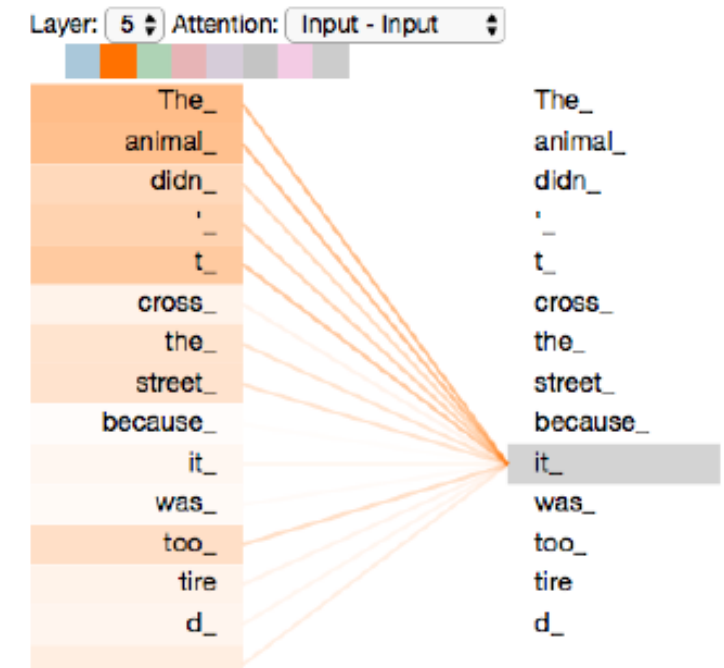 Layer: 5 Attention: Input - Input
The_ The_
animal_ animal_
didn_ didn_
'_ '_
t_ t_
cross_ cross_
the_ the_
street_ street_
because_ because_
it_ it_
was_ was_
too_ too_
tire tire
d_ d_